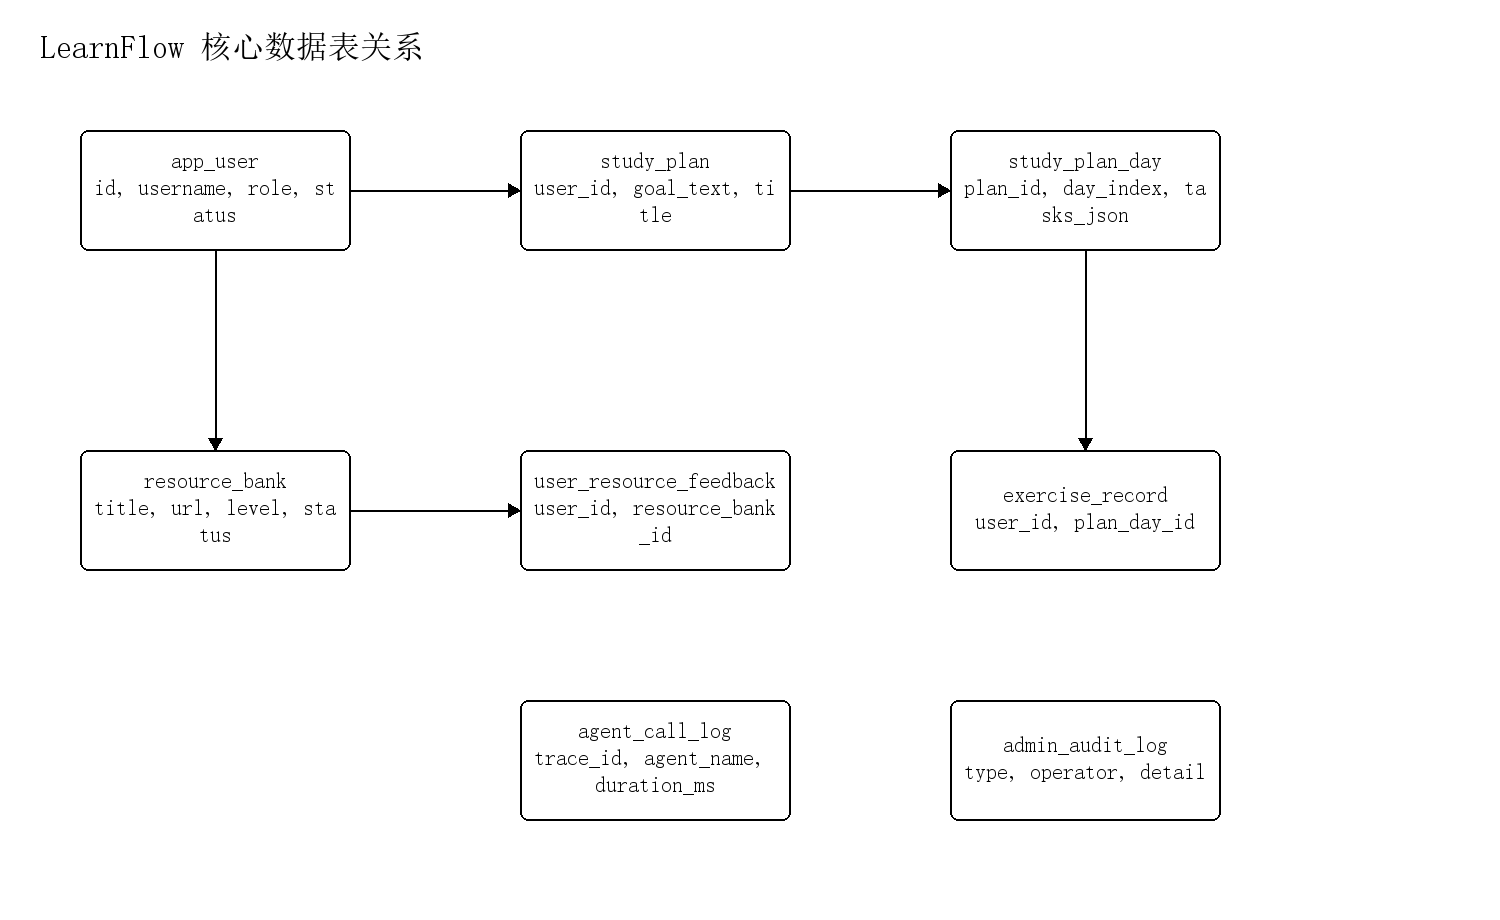 LearnFlow 核心数据表关系
app_user
id, username, role, st
atus
study_plan
user_id, goal_text, ti
tle
study_plan_day
plan_id, day_index, ta
sks_json
resource_bank
title, url, level, sta
tus
user_resource_feedback
user_id, resource_bank
_id
exercise_record
user_id, plan_day_id
agent_call_log
trace_id, agent_name,
duration_ms
admin_audit_log
type, operator, detail